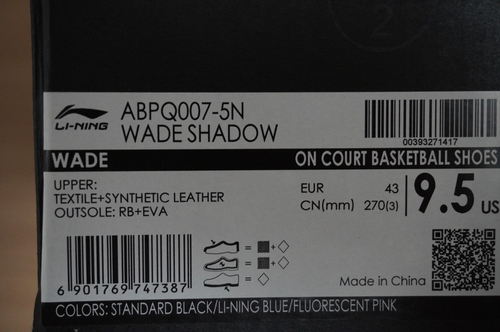 2
LI-NING
ABPQ007-5N
WADE SHADOW
00393271417
WADE
ON COURT BASKETBALL SHOES
UPPER:
TEXTILE+SYNTHETIC LEATHER
OUTSOLE: RB+EVA
EUR 43
CN(mm) 270(3)
9.5 US
6 901769 747387
= +
= +
=
Made in China
COLORS: STANDARD BLACK/LI-NING BLUE/FLUORESCENT PINK